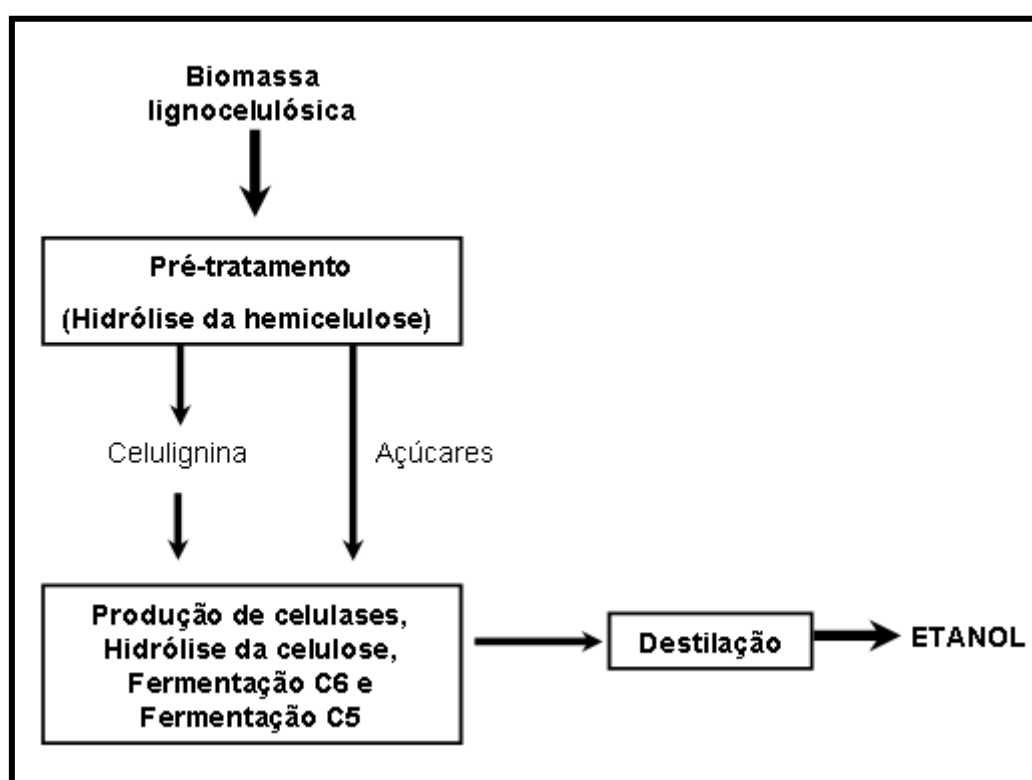 Biomassa
lignocelulósica
Pré-tratamento
(Hidrólise da hemicelulose)
Celulignina
Açúcares
Produção de celulases,
Hidrólise da celulose,
Fermentação C6 e
Fermentação C5
Destilação
ETANOL